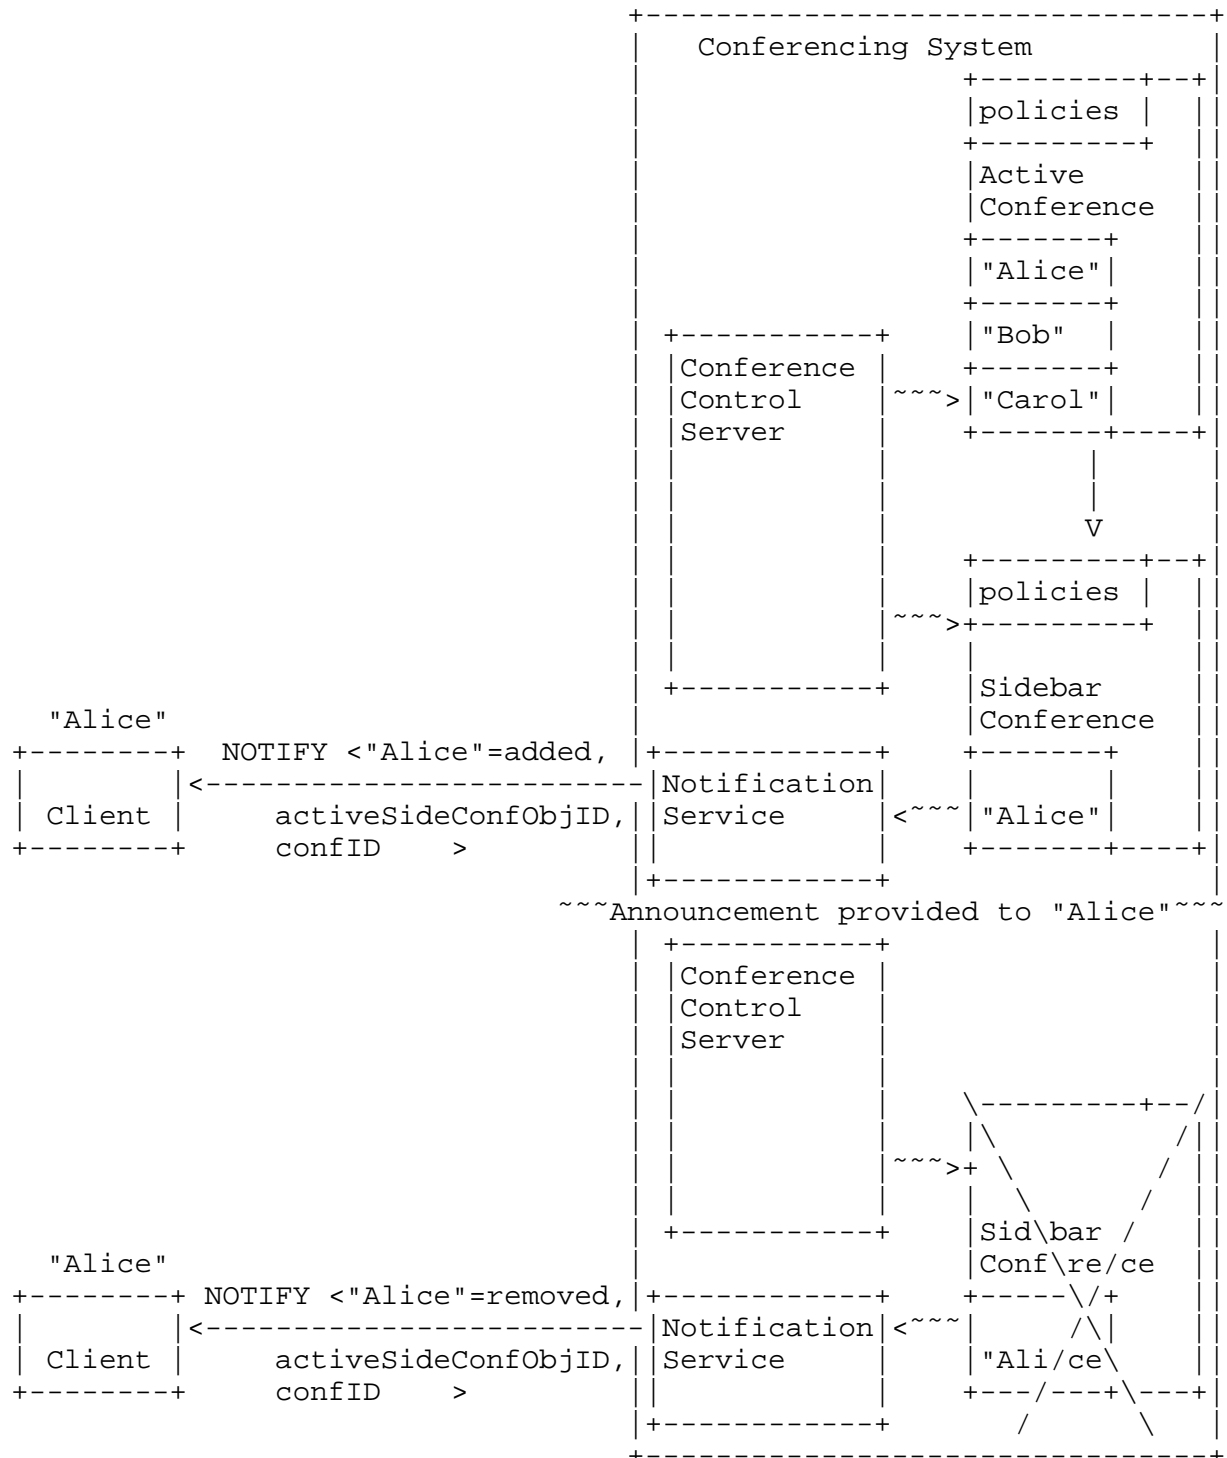 Conferencing System
policies
Active
Conference
"Alice"
"Bob"
Conference
Control
"Carol"
Server
V
policies
Sidebar
"Alice"
Conference
NOTIFY <"Alice"=added,
Notification
Client activeSideConfObjID, Service "Alice"
confID >
~~~Announcement provided to "Alice"~~~
Conference
Control
Server
Sid\bar /
"Alice"
Conf\re/ce
NOTIFY <"Alice"=removed,
Notification
Client activeSideConfObjID, Service "Ali/ce\
confID >